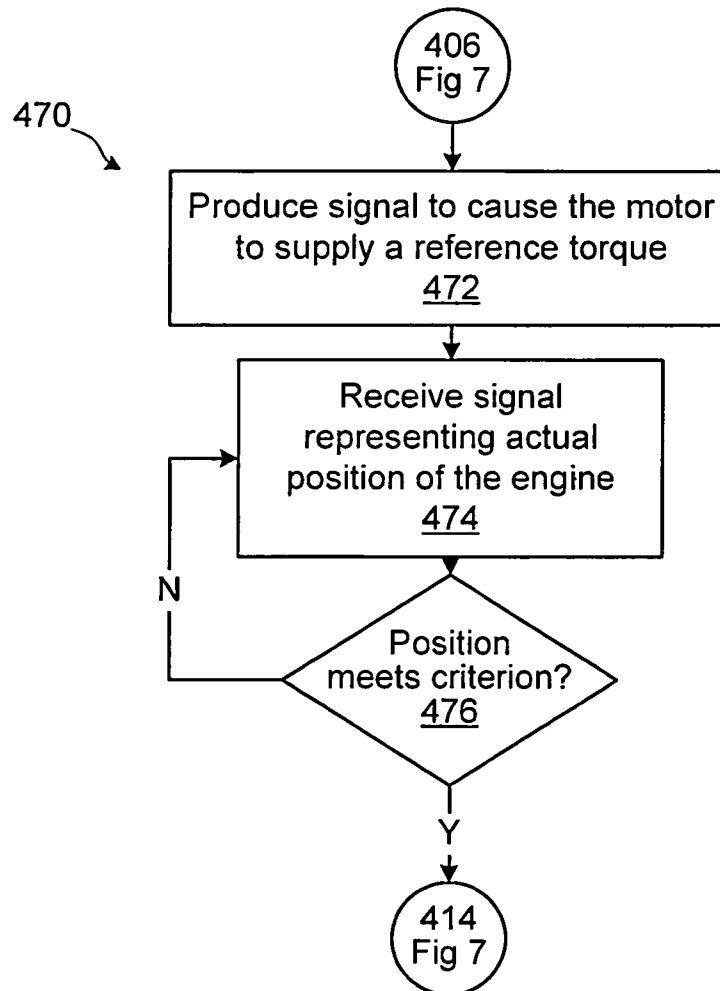 406
Fig 7
470
Produce signal to cause the motor
to supply a reference torque
472
Receive signal
representing actual
position of the engine
474
N
Position
meets criterion?
476
Y
414
Fig 7